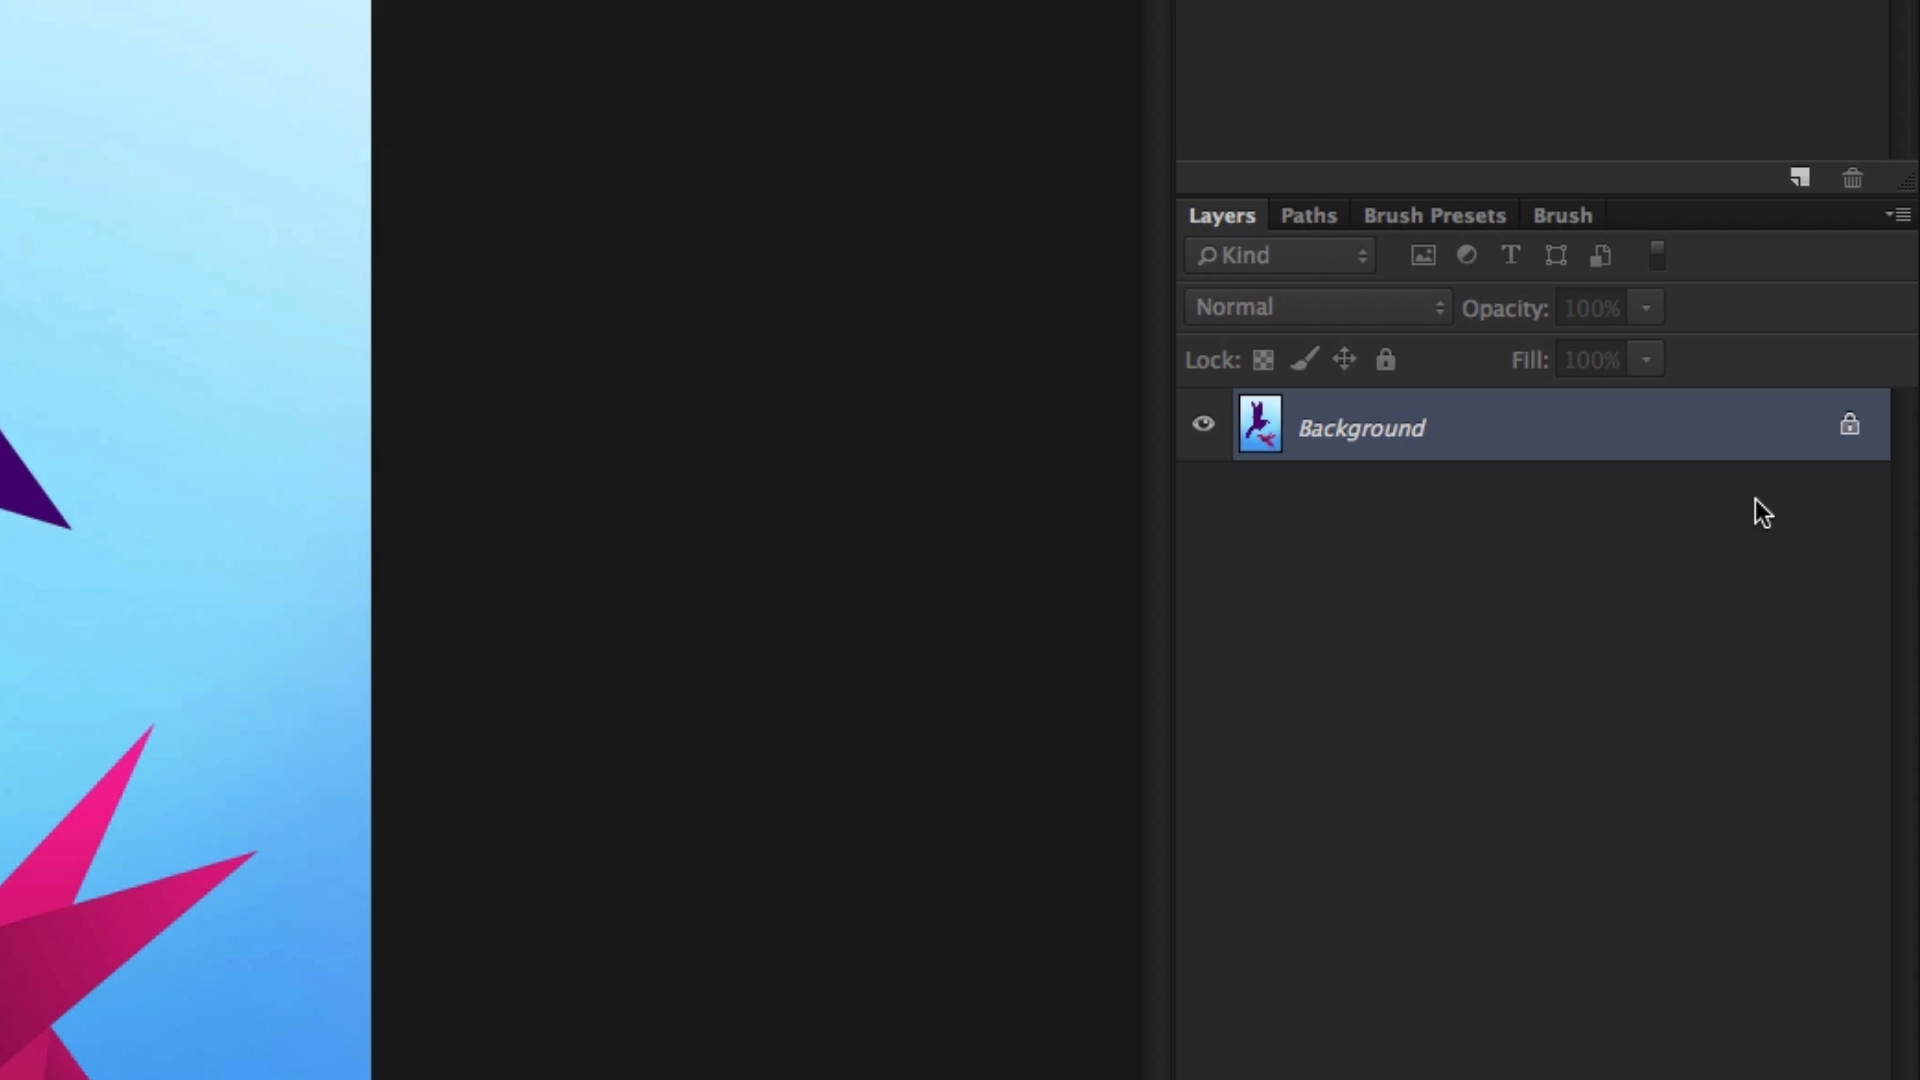 Layers Paths Brush Presets Brush
Kind T
Normal Opacity: 100%
Lock: Fill: 100%
Background